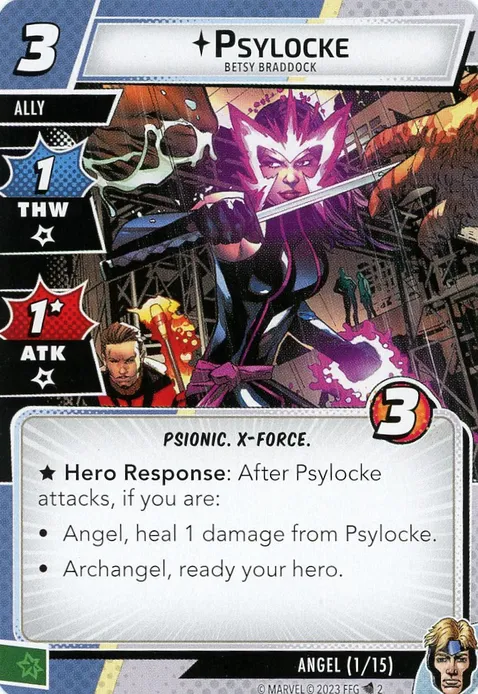 3
PSYLOCKE
BETSY BRADDOCK
ALLY
1
THW
1★
ATK
3
PSIONIC. X-FORCE.
★ Hero Response: After Psylocke
attacks, if you are:
• Angel, heal 1 damage from Psylocke.
• Archangel, ready your hero.
ANGEL (1/15)
© MARVEL © 2023 FFG 2